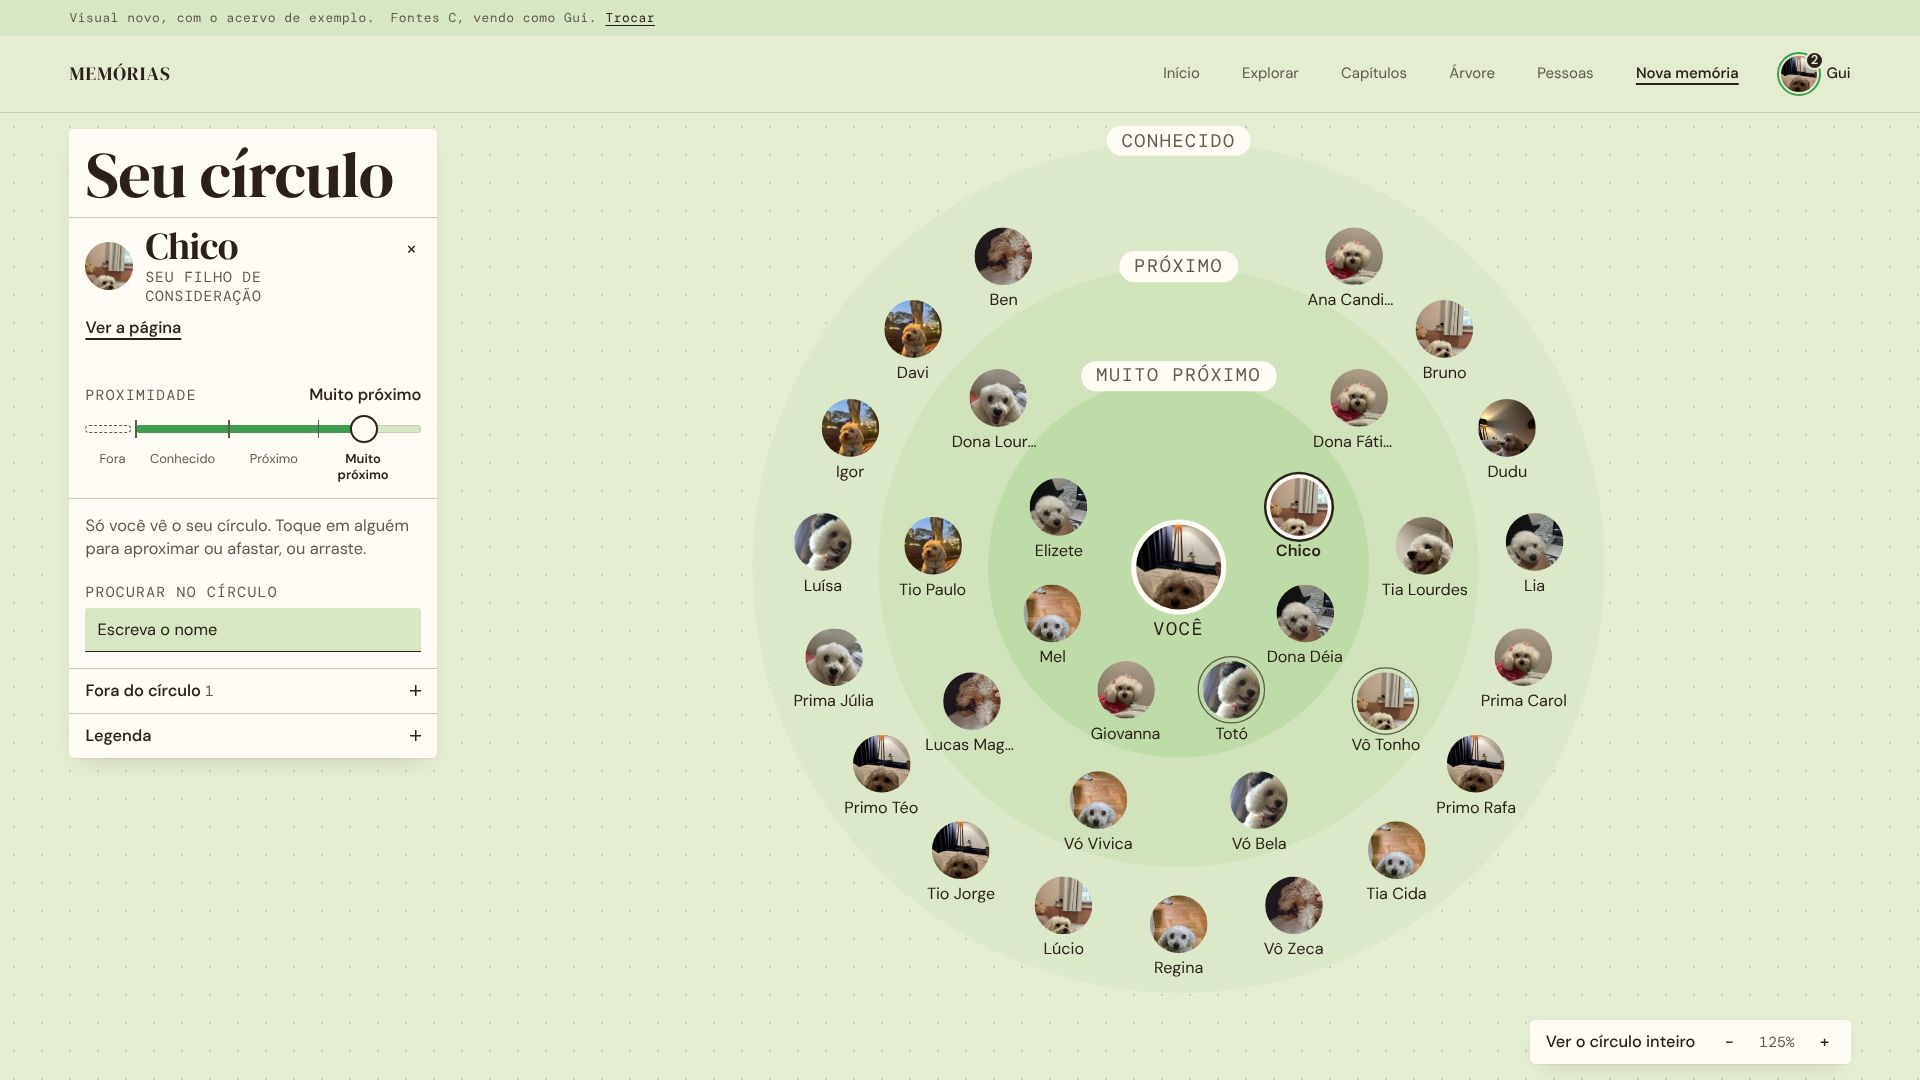 Visual novo, com o acervo de exemplo. Fontes C, vendo como Gui. Trocar
MEMÓRIAS
Início
Explorar
Capítulos
Árvore
Pessoas
Nova memória
2
Gui
Seu círculo
Chico
×
SEU FILHO DE
CONSIDERAÇÃO
Ver a página
PROXIMIDADE
Muito próximo
Fora
Conhecido
Próximo
Muito
próximo
Só você vê o seu círculo. Toque em alguém
para aproximar ou afastar, ou arraste.
PROCURAR NO CÍRCULO
Escreva o nome
Fora do círculo 1
+
Legenda
+
CONHECIDO
Ben
Ana Candi...
PRÓXIMO
Davi
Bruno
MUITO PRÓXIMO
Dona Lour...
Dona Fáti...
Igor
Dudu
Elizete
Chico
Luísa
Tio Paulo
Tia Lourdes
Lia
VOCÊ
Mel
Dona Déia
Prima Júlia
Prima Carol
Giovanna
Totó
Lucas Mag...
Vô Tonho
Primo Téo
Primo Rafa
Vó Vivica
Vó Bela
Tio Jorge
Tia Cida
Lúcio
Vô Zeca
Regina
Ver o círculo inteiro
−
125%
+